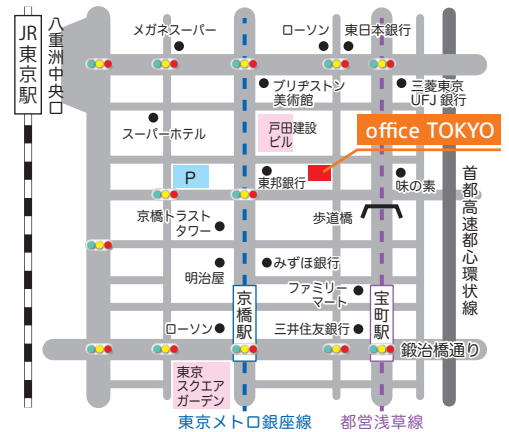 JR東京駅
八重洲中央口
メガネスーパー
ローソン
東日本銀行
ブリヂストン
美術館
三菱東京
UFJ銀行
スーパーホテル
戸田建設
ビル
office TOKYO
P
東邦銀行
味の素
首都高速都心環状線
京橋トラスト
タワー
歩道橋
明治屋
みずほ銀行
ファミリー
マート
京橋駅
宝町駅
ローソン
三井住友銀行
鍛治橋通り
東京
スクエア
ガーデン
東京メトロ銀座線
都営浅草線